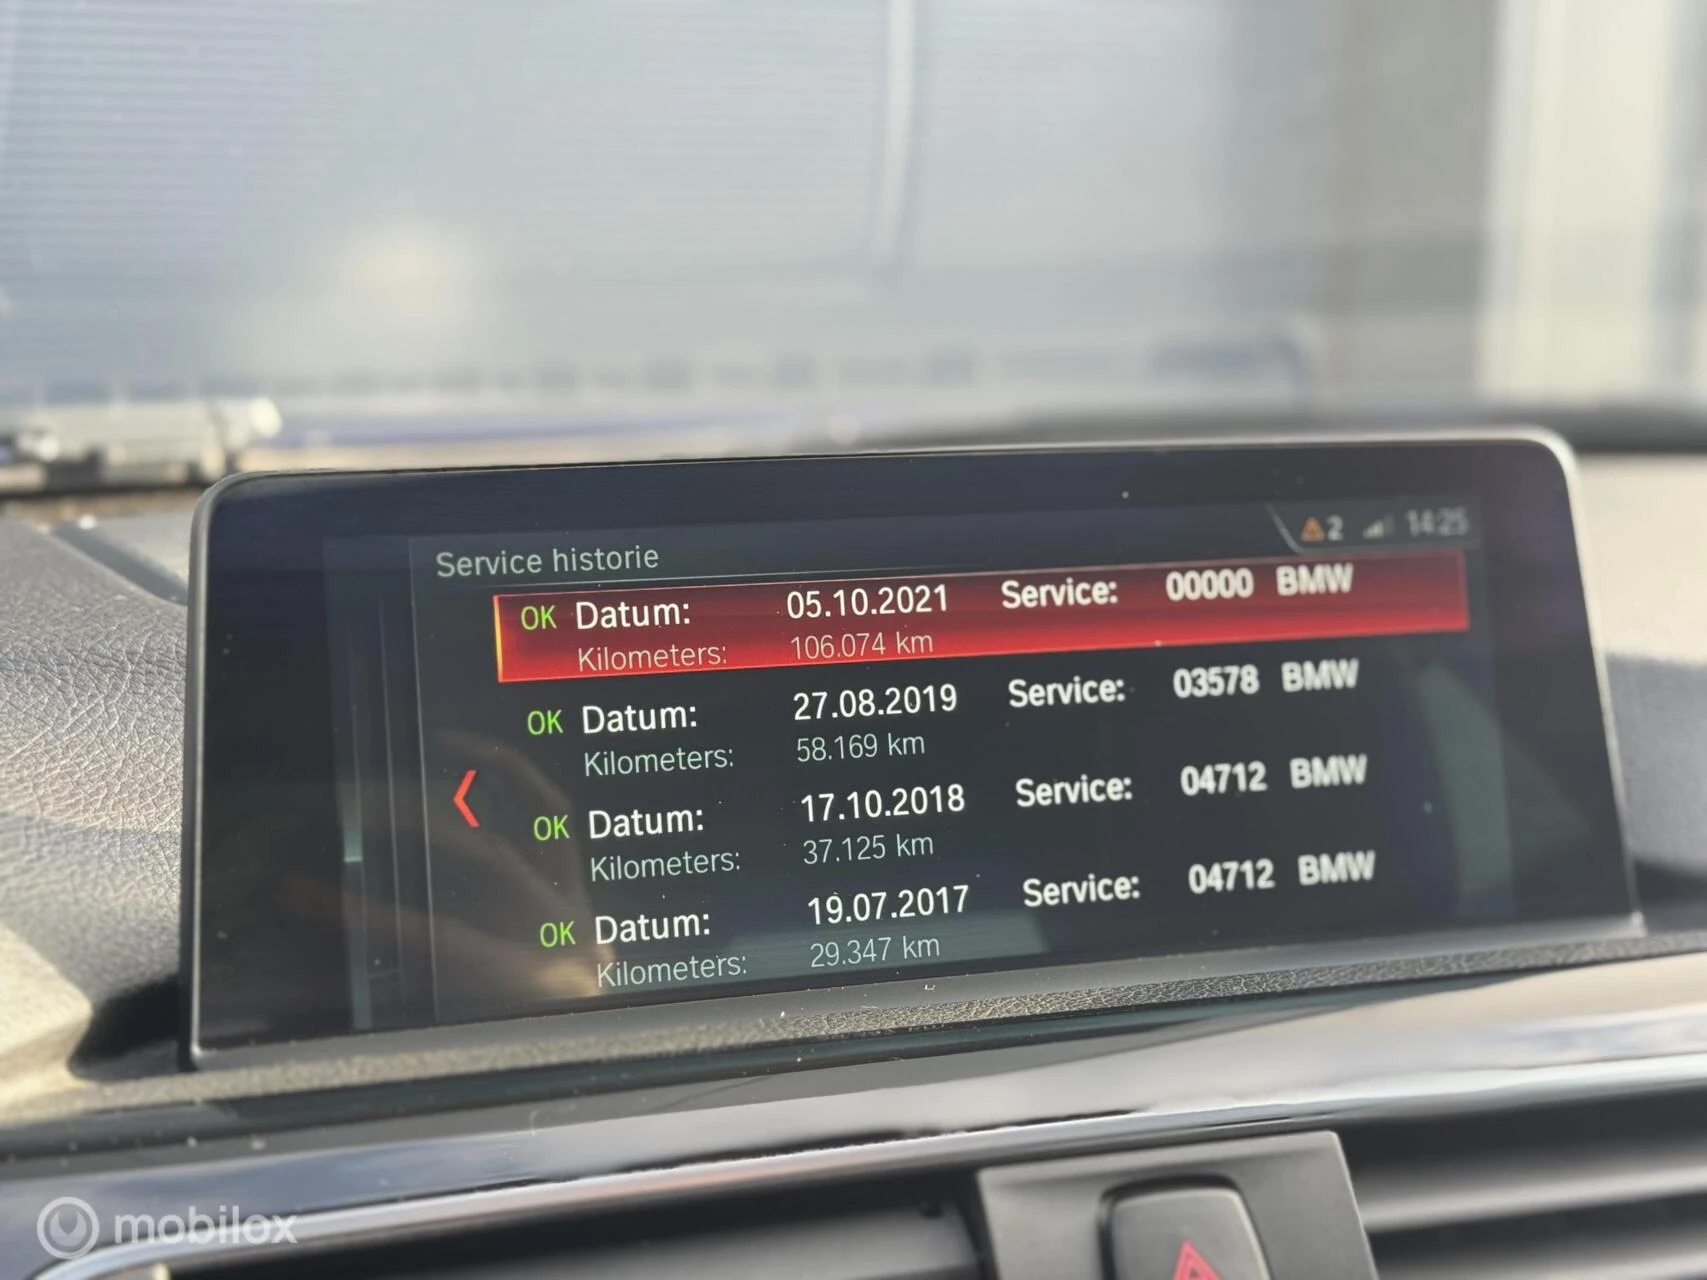 2 14:25
Service historie
OK Datum: 05.10.2021 Service: 00000 BMW
Kilometers: 106.074 km
OK Datum: 27.08.2019 Service: 03578 BMW
Kilometers: 58.169 km
OK Datum: 17.10.2018 Service: 04712 BMW
Kilometers: 37.125 km
OK Datum: 19.07.2017 Service: 04712 BMW
Kilometers: 29.347 km
mobilox